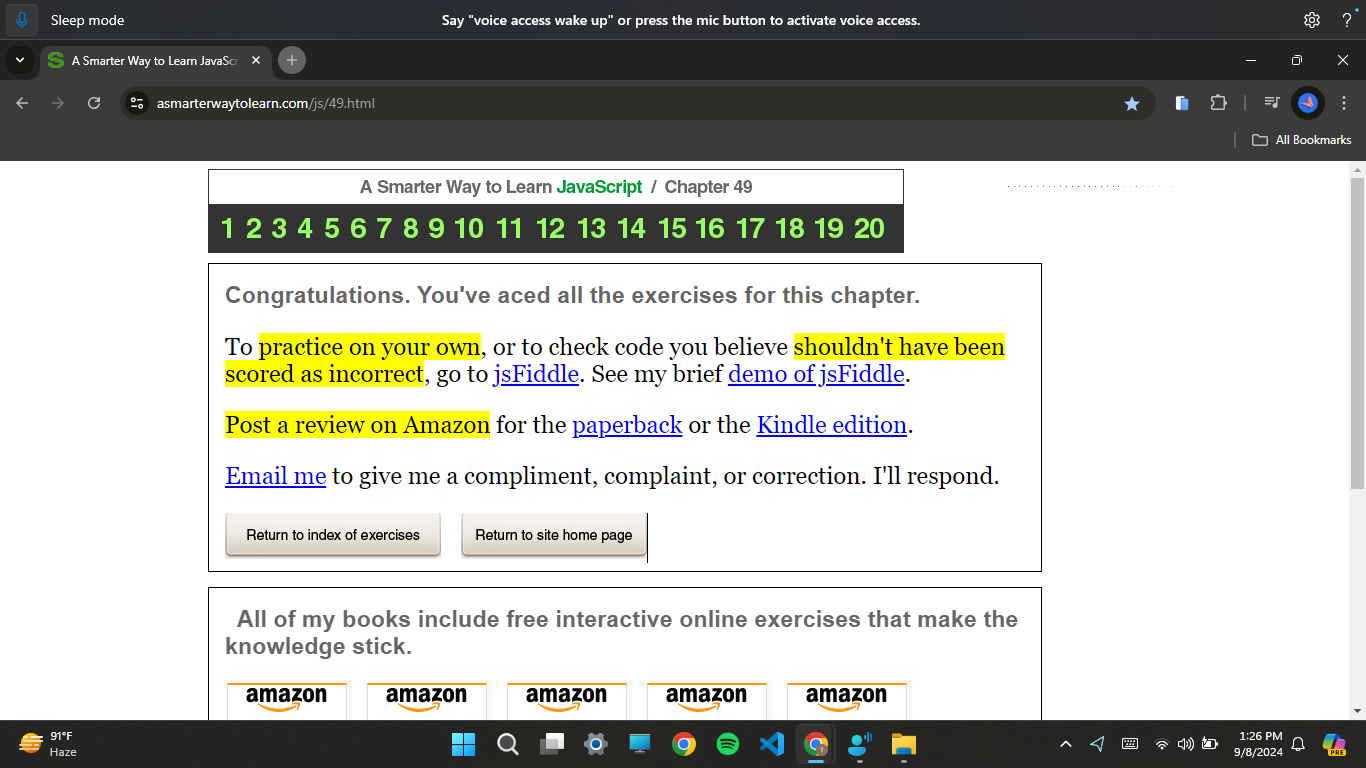 Sleep mode
Say "voice access wake up" or press the mic button to activate voice access.
A Smarter Way to Learn JavaSc
asmarterwaytolearn.com/js/49.html
All Bookmarks
A Smarter Way to Learn JavaScript / Chapter 49
1 2 3 4 5 6 7 8 9 10 11 12 13 14 15 16 17 18 19 20
Congratulations. You've aced all the exercises for this chapter.
To practice on your own, or to check code you believe shouldn't have been
scored as incorrect, go to jsFiddle. See my brief demo of jsFiddle.
Post a review on Amazon for the paperback or the Kindle edition.
Email me to give me a compliment, complaint, or correction. I'll respond.
Return to index of exercises Return to site home page
All of my books include free interactive online exercises that make the
knowledge stick.
amazon amazon amazon amazon amazon
91°F
Haze
1:26 PM
9/8/2024
PRE